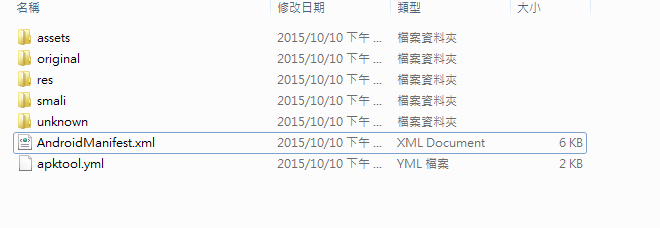 名稱 修改日期 類型 大小
assets 2015/10/10 下午 ... 檔案資料夾
original 2015/10/10 下午 ... 檔案資料夾
res 2015/10/10 下午 ... 檔案資料夾
smali 2015/10/10 下午 ... 檔案資料夾
unknown 2015/10/10 下午 ... 檔案資料夾
AndroidManifest.xml 2015/10/10 下午 ... XML Document 6 KB
apktool.yml 2015/10/10 下午 ... YML 檔案 2 KB